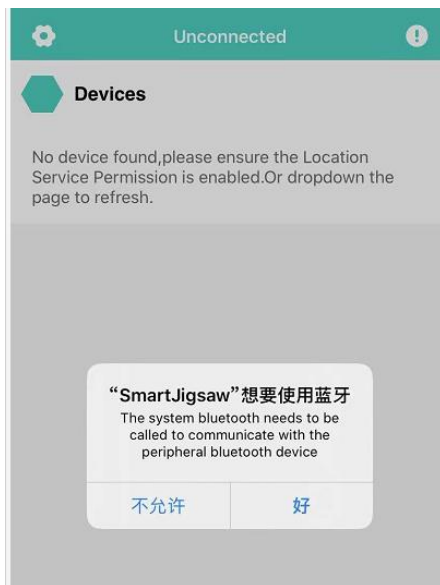 Unconnected
Devices
No device found,please ensure the Location
Service Permission is enabled.Or dropdown the
page to refresh.
“SmartJigsaw”想要使用蓝牙
The system bluetooth needs to be
called to communicate with the
peripheral bluetooth device
不允许 好